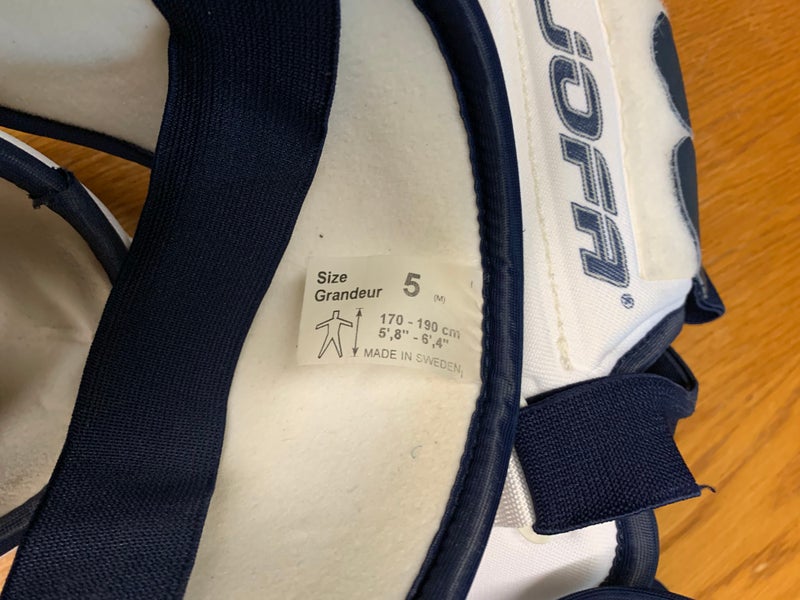 JOFA®
Size 5 (M)
Grandeur
170 - 190 cm
5',8" - 6',4"
MADE IN SWEDEN